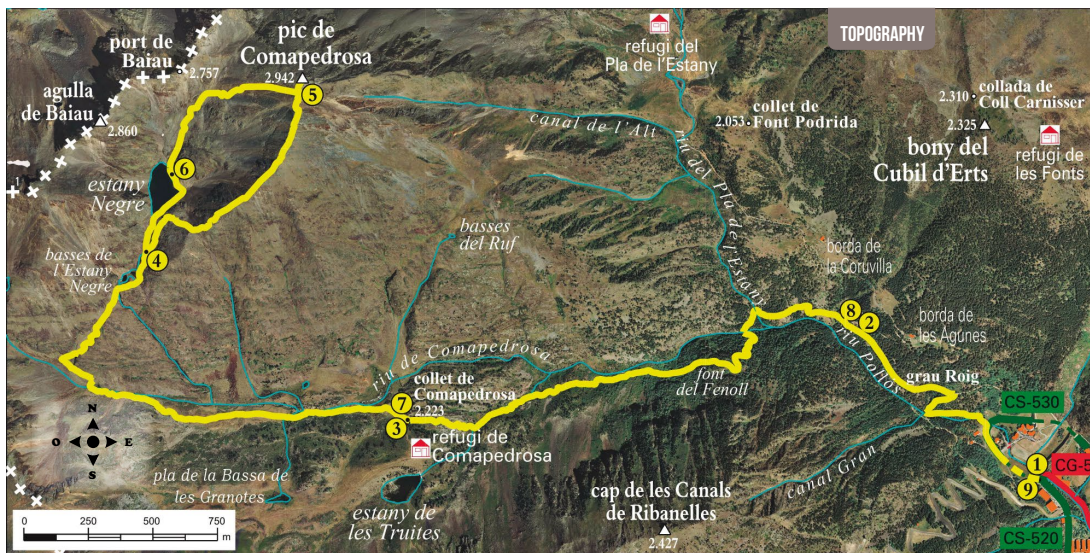 TOPOGRAPHY
pic de
Comapedrosa
2.942
port de
Baiau
2.757
agulla
de Baiau
2.860
refugi del
Pla de l'Estany
collet de
Font Podrida
2.053
collada de
Coll Carnisser
2.310
2.325
bony del
Cubil d'Erts
refugi de
les Fonts
canal de l'Alt
riu del Pla de l'Estany
5
6
estany
Negre
4
basses de
l'Estany
Negre
basses
del Ruf
borda de
la Coruvilla
8
2
borda de
les Agunes
riu Pollós
grau Roig
riu de Comapedrosa
font
del Fenoll
collet de
Comapedrosa
7
2.223
3
refugi de
Comapedrosa
CS-530
1
CG-5
9
CS-520
canal Gran
N
O
E
S
pla de la Bassa de
les Granotes
estany de
les Truites
cap de les Canals
de Ribanelles
2.427
0
250
500
750
m